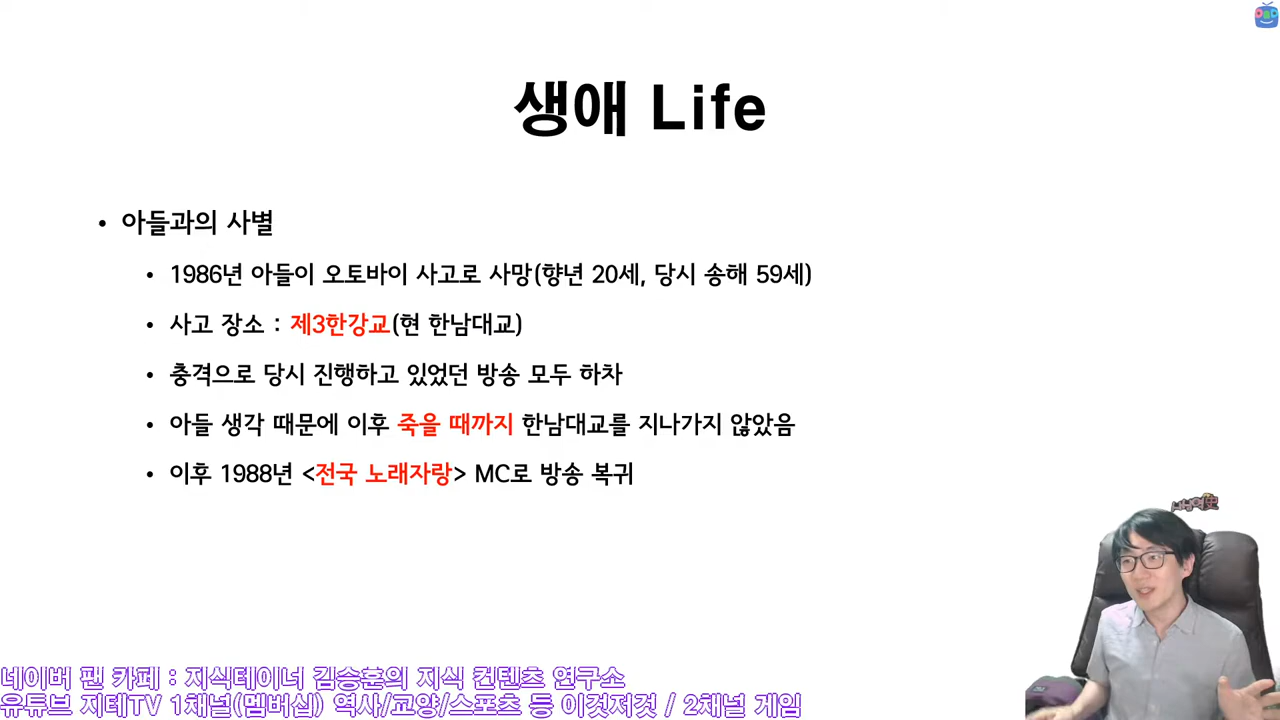 생애 Life
• 아들과의 사별
• 1986년 아들이 오토바이 사고로 사망(향년 20세, 당시 송해 59세)
• 사고 장소 : 제3한강교(현 한남대교)
• 충격으로 당시 진행하고 있었던 방송 모두 하차
• 아들 생각 때문에 이후 죽을 때까지 한남대교를 지나가지 않았음
• 이후 1988년 <전국 노래자랑> MC로 방송 복귀
네이버 팬 카페 : 지식테이너 김승훈의 지식 컨텐츠 연구소
유튜브 지테TV 1채널(멤버십) 역사/교양/스포츠 등 이것저것 / 2채널 게임